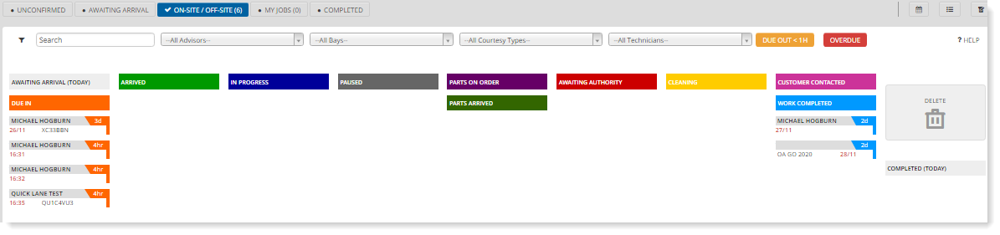 UNCONFIRMED
AWAITING ARRIVAL
ON-SITE / OFF-SITE (6)
MY JOBS (0)
COMPLETED
Search
--All Advisors--
--All Bays--
--All Courtesy Types--
--All Technicians--
DUE OUT < 1H
OVERDUE
? HELP
AWAITING ARRIVAL (TODAY)
ARRIVED
IN PROGRESS
PAUSED
PARTS ON ORDER
AWAITING AUTHORITY
CLEANING
CUSTOMER CONTACTED
DUE IN
PARTS ARRIVED
WORK COMPLETED
DELETE
MICHAEL HOGBURN 3d
26/11 XC33BBN
MICHAEL HOGBURN 4hr
16:31
MICHAEL HOGBURN 4hr
16:32
QUICK LANE TEST 4hr
16:35 QU1C4VU3
MICHAEL HOGBURN 2d
27/11
2d
OA GO 2020 28/11
COMPLETED (TODAY)